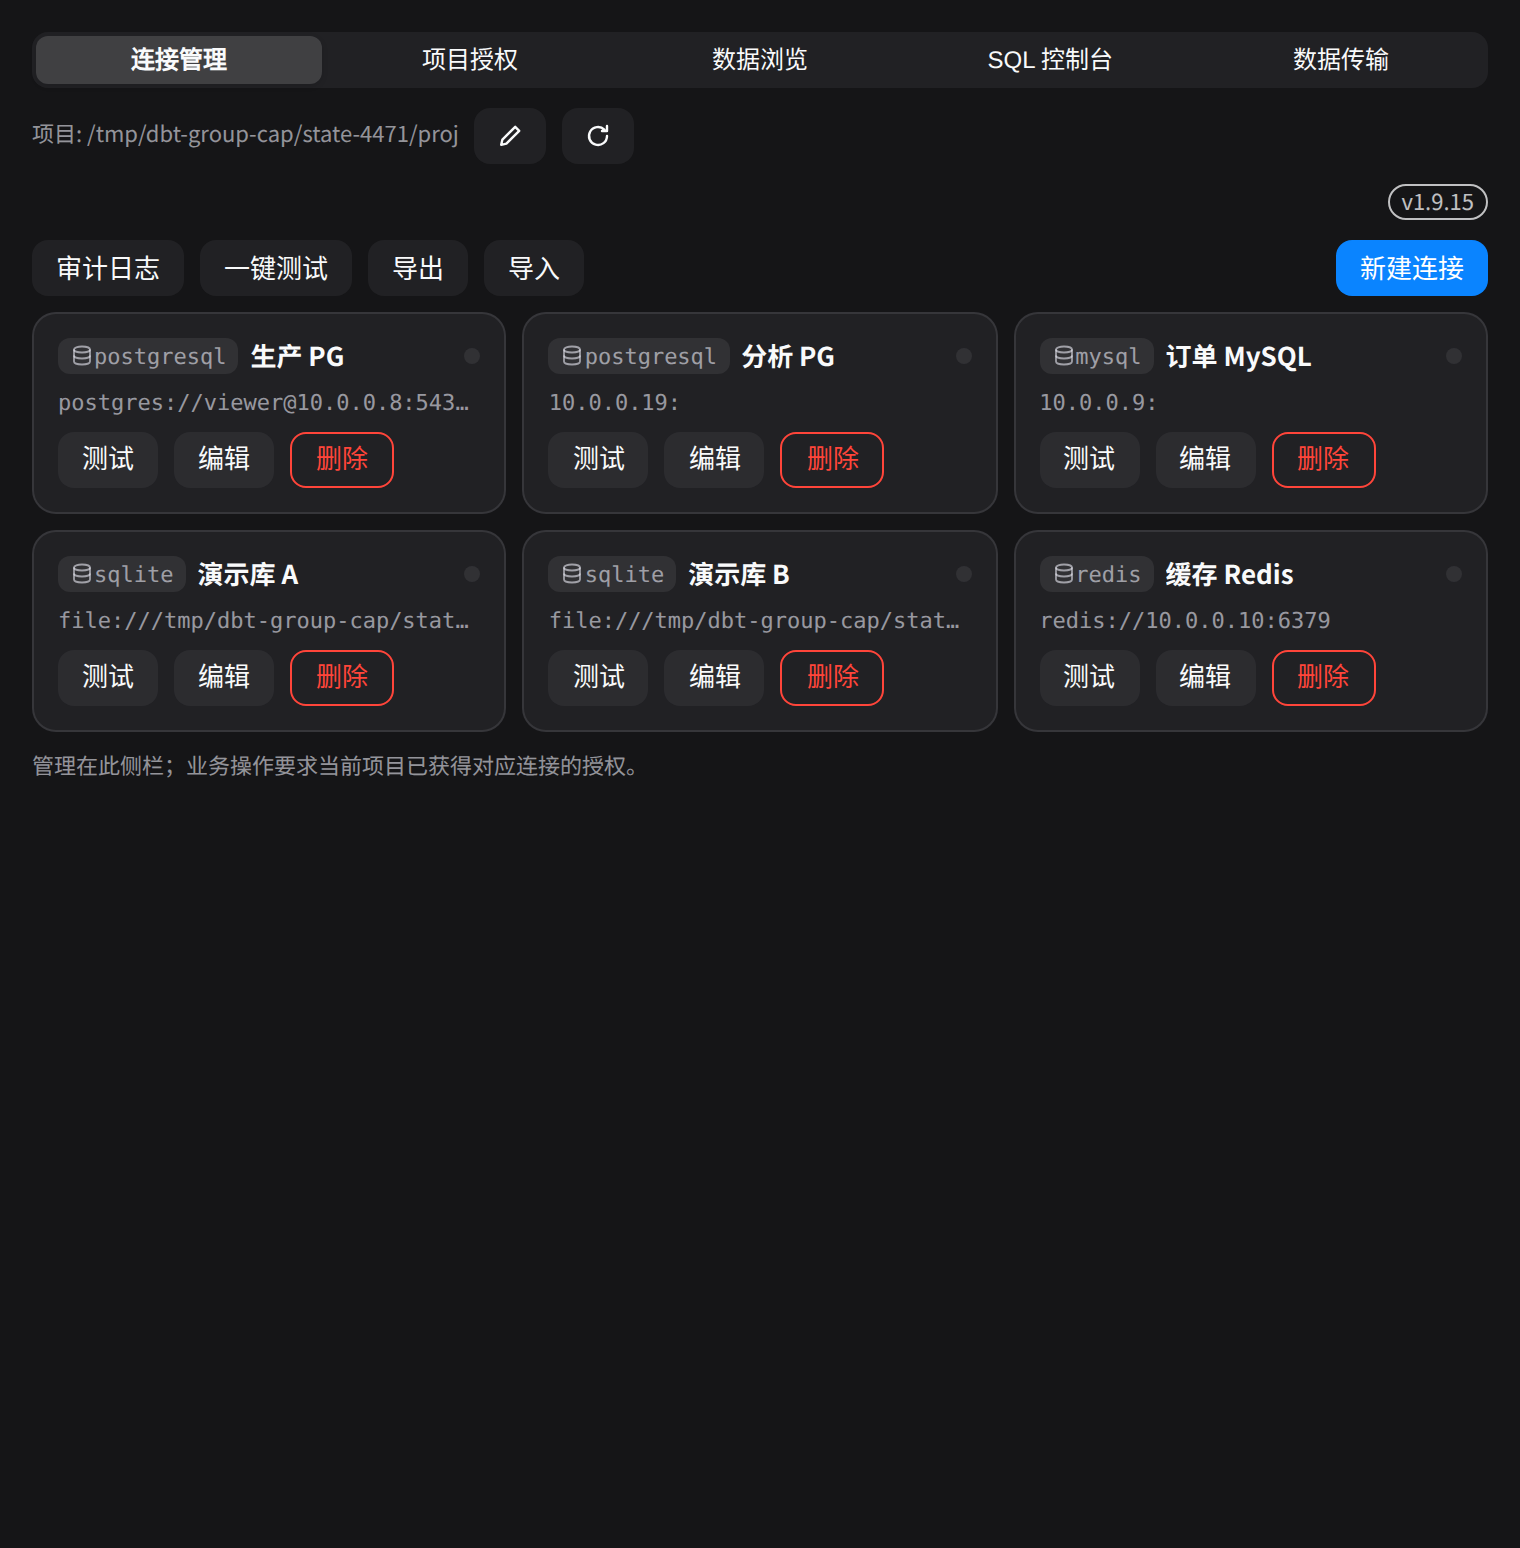 连接管理 项目授权 数据浏览 SQL 控制台 数据传输
项目: /tmp/dbt-group-cap/state-4471/proj
v1.9.15
审计日志 一键测试 导出 导入 新建连接
postgresql 生产 PG
postgres://viewer@10.0.0.8:543…
测试 编辑 删除
postgresql 分析 PG
10.0.0.19:
测试 编辑 删除
mysql 订单 MySQL
10.0.0.9:
测试 编辑 删除
sqlite 演示库 A
file:///tmp/dbt-group-cap/stat…
测试 编辑 删除
sqlite 演示库 B
file:///tmp/dbt-group-cap/stat…
测试 编辑 删除
redis 缓存 Redis
redis://10.0.0.10:6379
测试 编辑 删除
管理在此侧栏；业务操作要求当前项目已获得对应连接的授权。